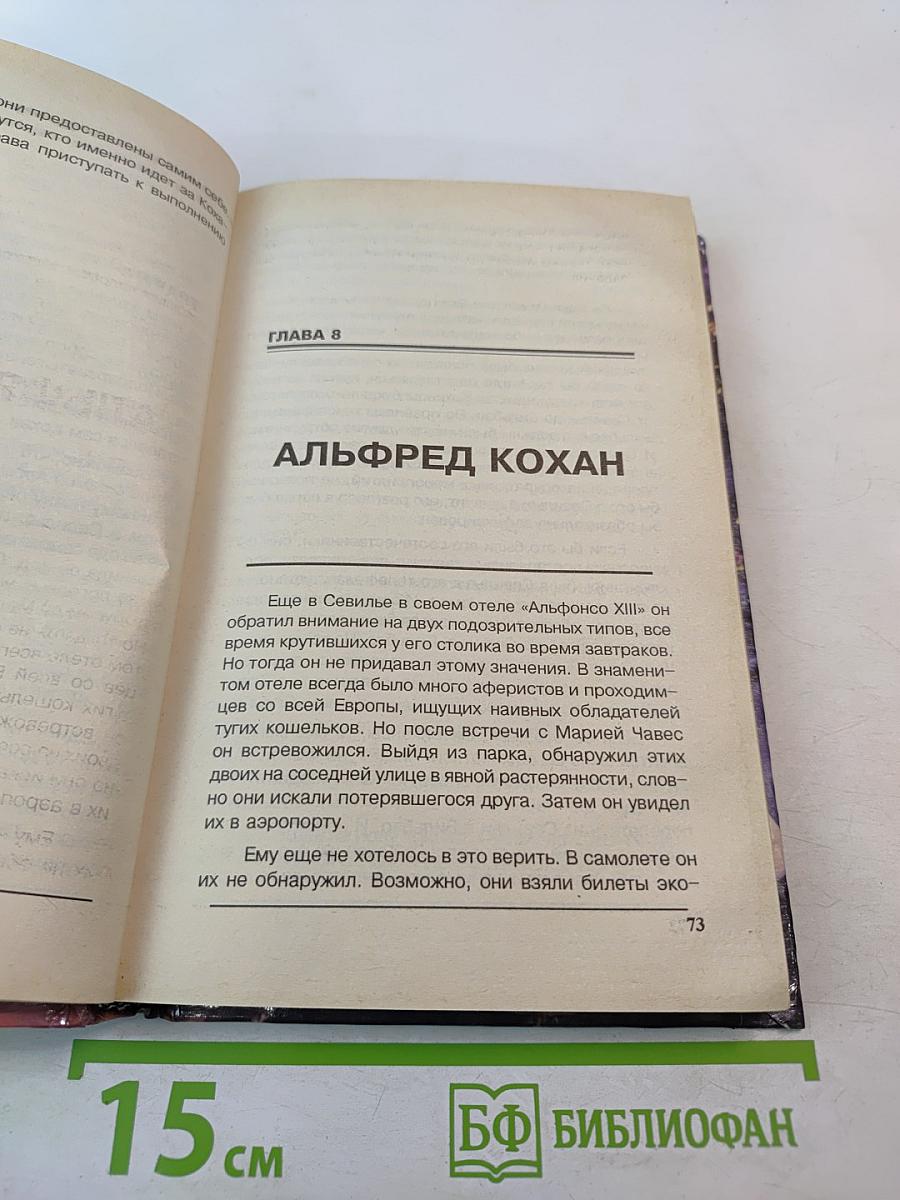 они предоставлены самим себе
кто именно идет за Коха-
приступать к выполнению
ГЛАВА 8
АЛЬФРЕД КОХАН
Еще в Севилье в своем отеле «Альфонсо XIII» он
обратил внимание на двух подозрительных типов, все
время крутившихся у его столика во время завтраков.
Но тогда он не придавал этому значения. В знамени-
том отеле всегда было много аферистов и проходим-
цев со всей Европы, ищущих наивных обладателей
тугих кошельков. Но после встречи с Марией Чавес
он встревожился. Выйдя из парка, обнаружил этих
двоих на соседней улице в явной растерянности, слов-
но они искали потерявшегося друга. Затем он увидел
их в аэропорту.
Ему еще не хотелось в это верить. В самолете он
их не обнаружил. Возможно, они взяли билеты эко-
73
15 см
БФ БИБЛИОФАН